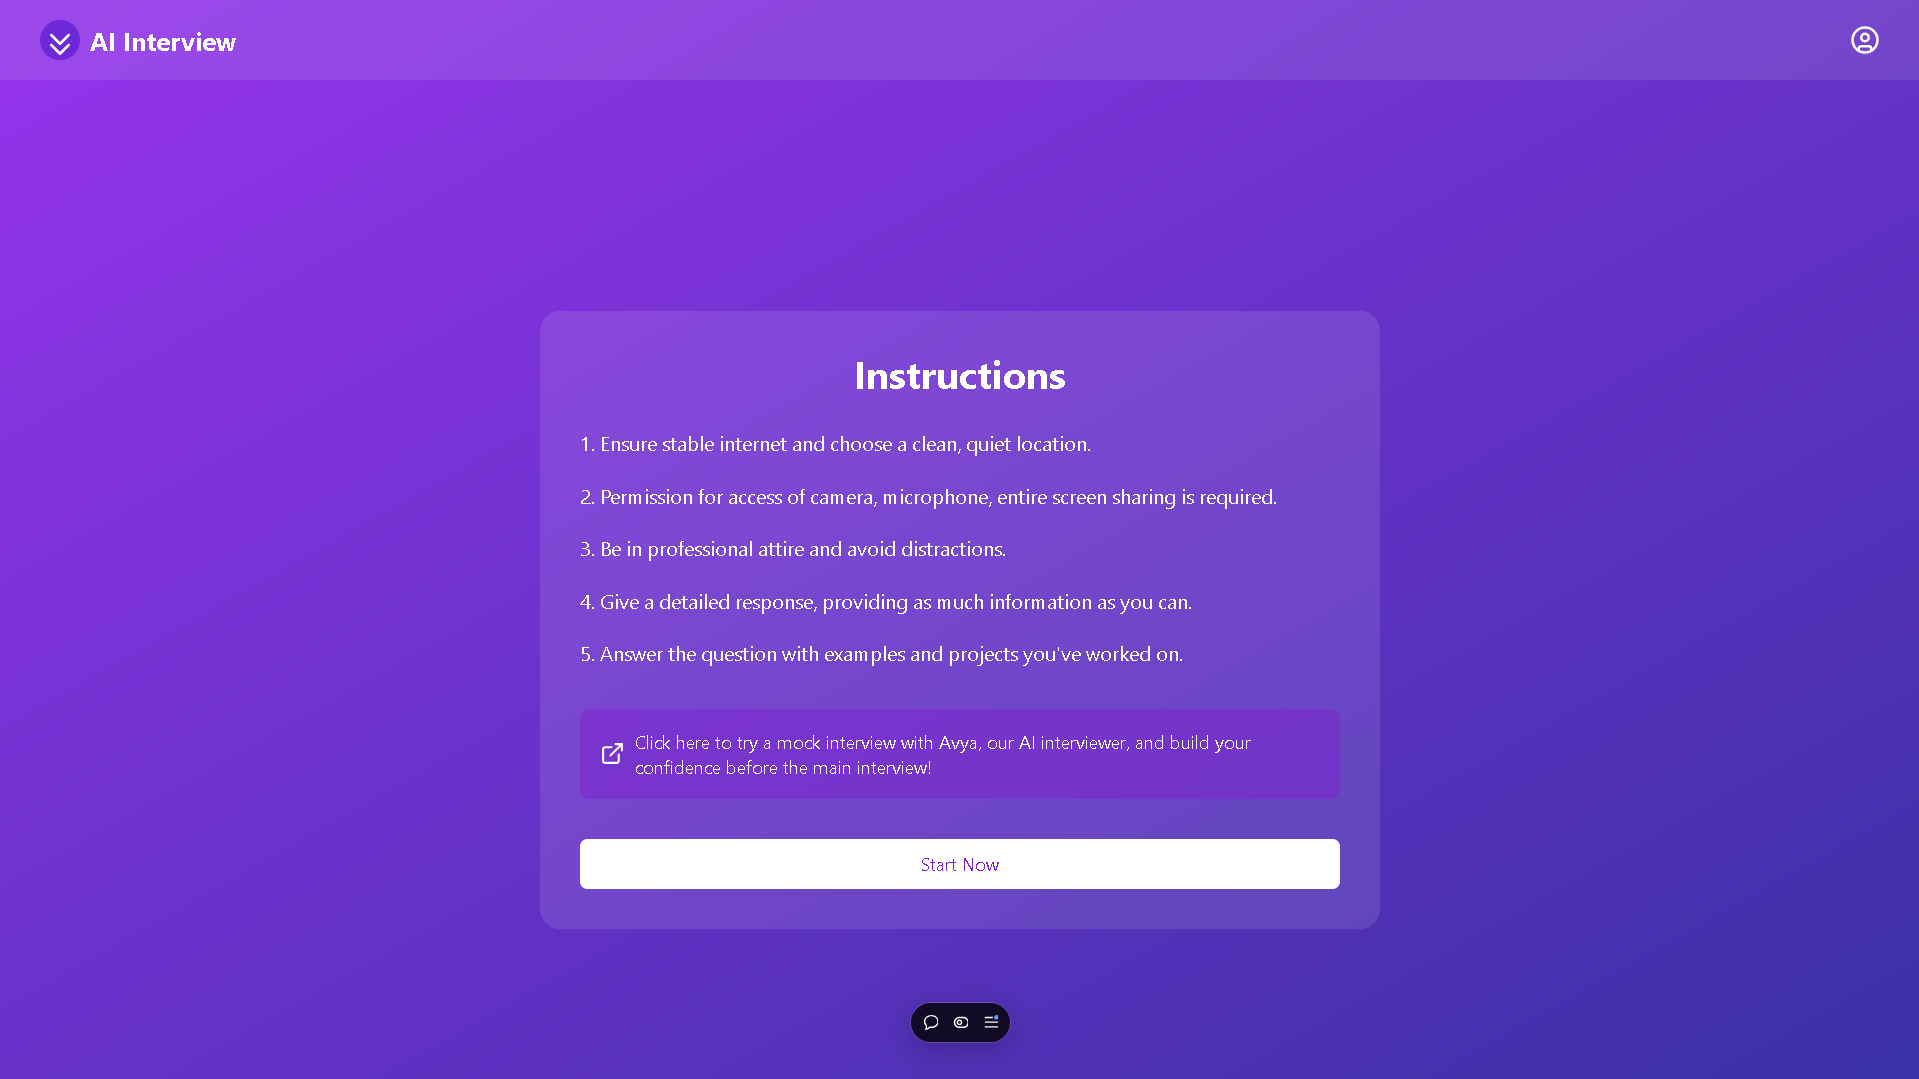 AI Interview
Instructions
1. Ensure stable internet and choose a clean, quiet location.
2. Permission for access of camera, microphone, entire screen sharing is required.
3. Be in professional attire and avoid distractions.
4. Give a detailed response, providing as much information as you can.
5. Answer the question with examples and projects you've worked on.
Click here to try a mock interview with Avya, our AI interviewer, and build your
confidence before the main interview!
Start Now